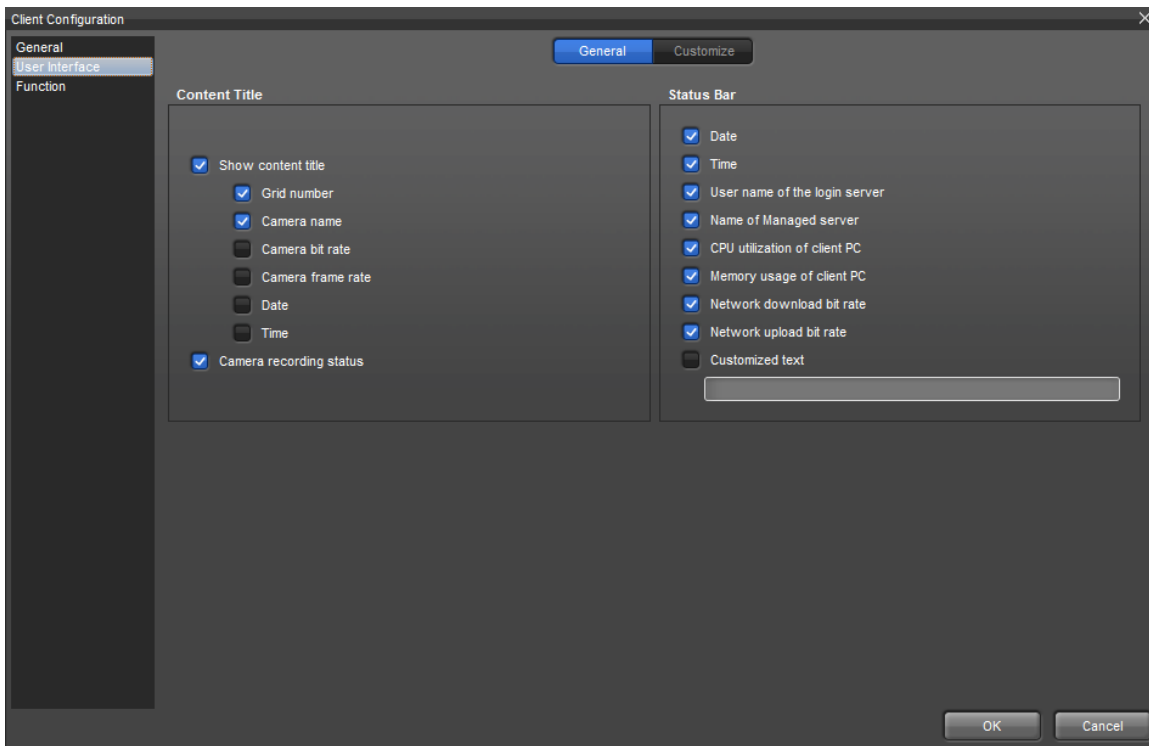 Client Configuration
General
User Interface
Function
General
Customize
Content Title
Show content title
Grid number
Camera name
Camera bit rate
Camera frame rate
Date
Time
Camera recording status
Status Bar
Date
Time
User name of the login server
Name of Managed server
CPU utilization of client PC
Memory usage of client PC
Network download bit rate
Network upload bit rate
Customized text
OK
Cancel